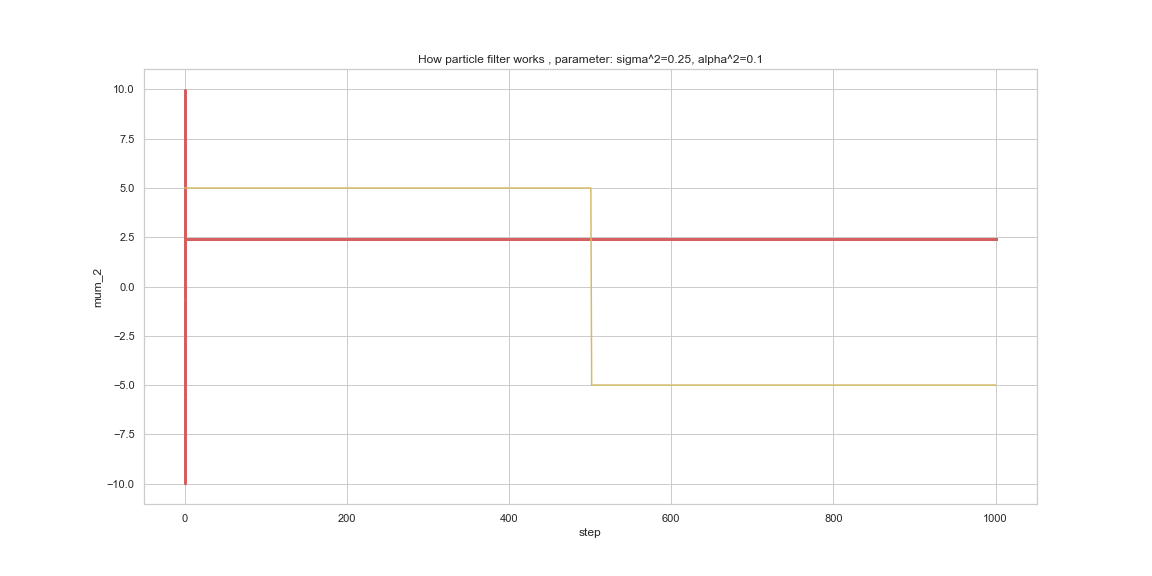 How particle filter works , parameter: sigma^2=0.25, alpha^2=0.1
10.0
7.5
5.0
2.5
0.0
−2.5
−5.0
−7.5
−10.0
mum_2
0 200 400 600 800 1000
step